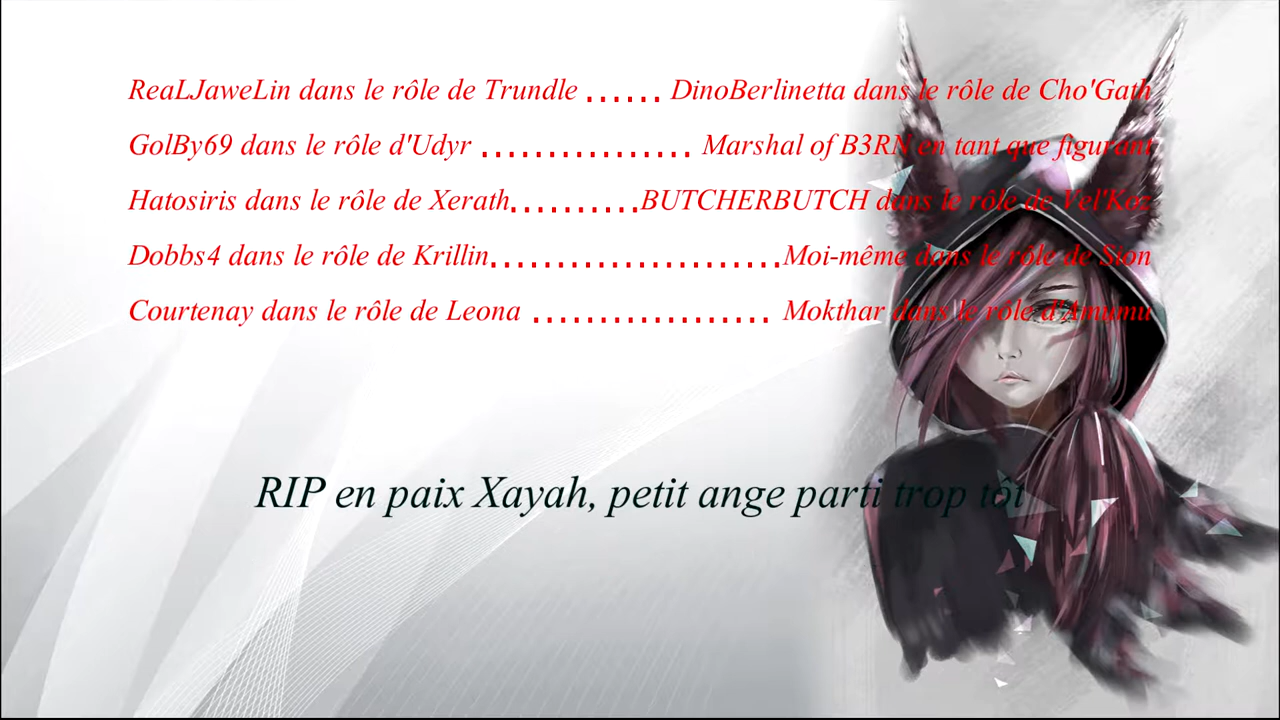 ReaLJaweLin dans le rôle de Trundle ...... DinoBerlinetta dans le rôle de Cho'Gath
GolBy69 dans le rôle d'Udyr ................ Marshal of B3RN en tant que figurant
Hatosiris dans le rôle de Xerath..........BUTCHERBUTCH dans le rôle de Vel'Koz
Dobbs4 dans le rôle de Krillin......................Moi-même dans le rôle de Sion
Courtenay dans le rôle de Leona .................. Mokthar dans le rôle d'Amumu
RIP en paix Xayah, petit ange parti trop tôt